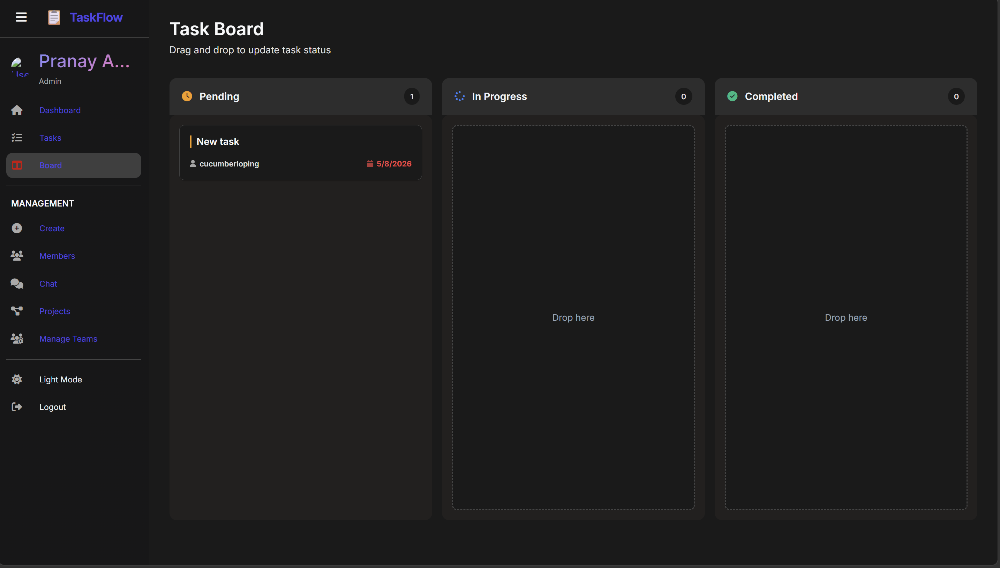 TaskFlow
Pranay A...
Admin
Dashboard
Tasks
Board
MANAGEMENT
Create
Members
Chat
Projects
Manage Teams
Light Mode
Logout
Task Board
Drag and drop to update task status
Pending
1
New task
cucumberloping
5/8/2026
In Progress
0
Drop here
Completed
0
Drop here